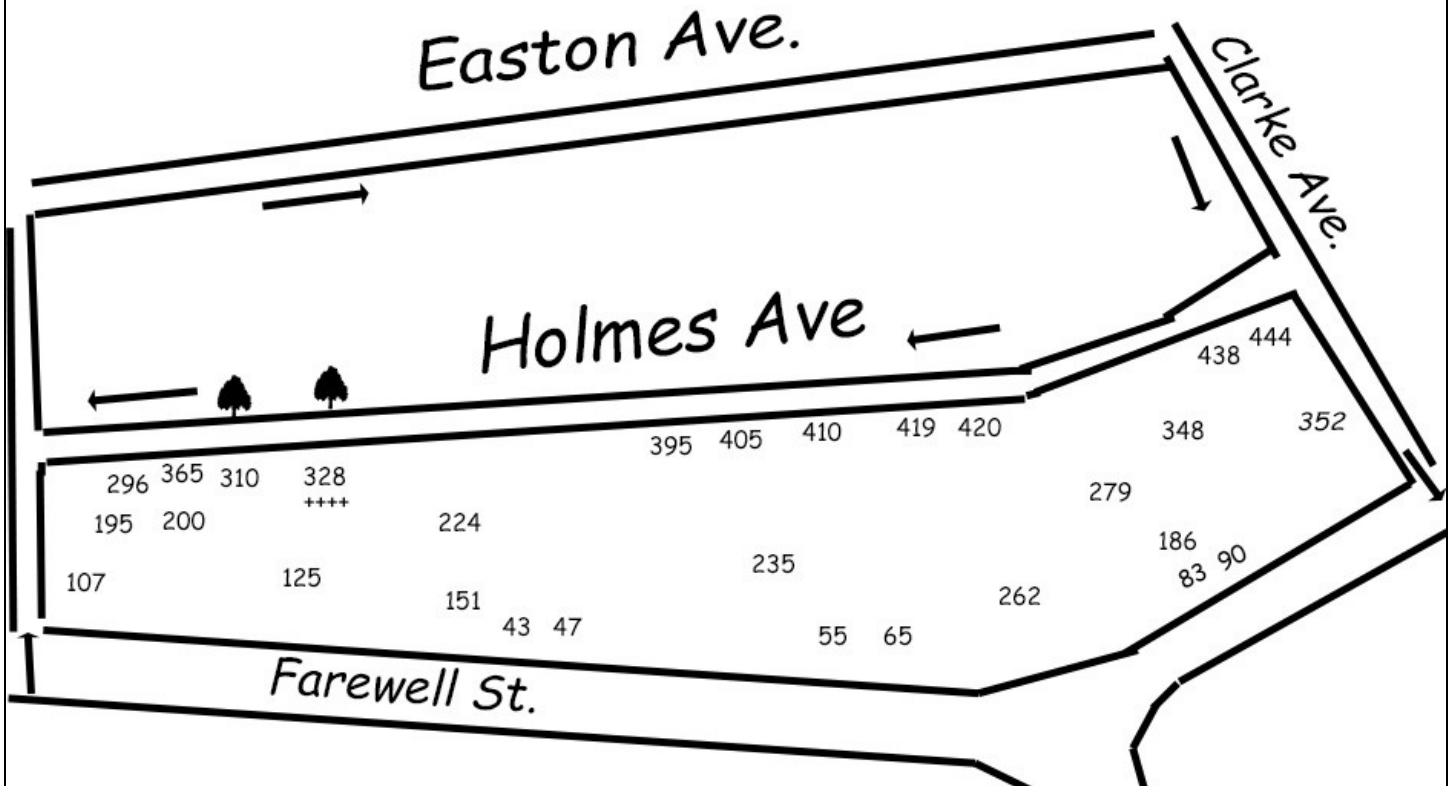 Easton Ave.
Clarke Ave.
Holmes Ave
444
438
352
395 405 410 419 420 348
296 365 310 328
++++
279
195 200 224
186
83 90
235
107 125
151 262
43 47 55 65
Farewell St.